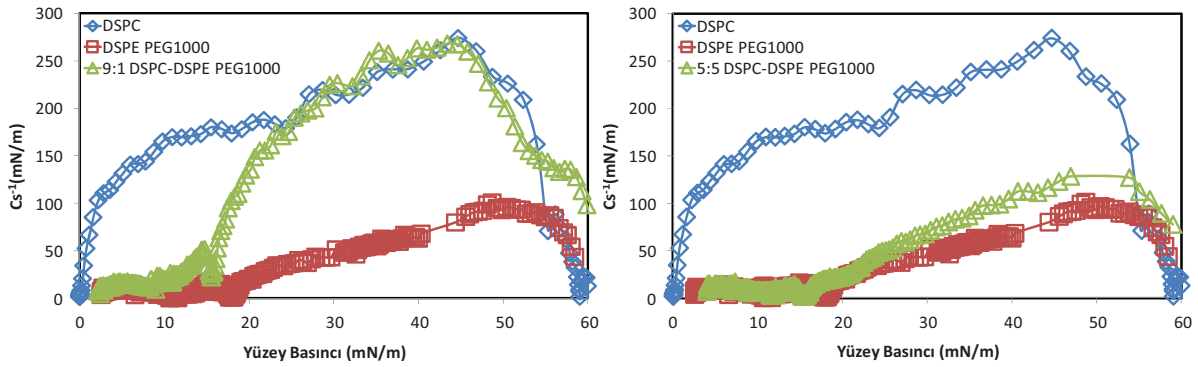 300
250
200
150
100
50
0
Cs⁻¹(mN/m)
DSPC
DSPE PEG1000
9:1 DSPC-DSPE PEG1000
0 10 20 30 40 50 60
Yüzey Basıncı (mN/m)
300
250
200
150
100
50
0
Cs⁻¹(mN/m)
DSPC
DSPE PEG1000
5:5 DSPC-DSPE PEG1000
0 10 20 30 40 50 60
Yüzey Basıncı (mN/m)